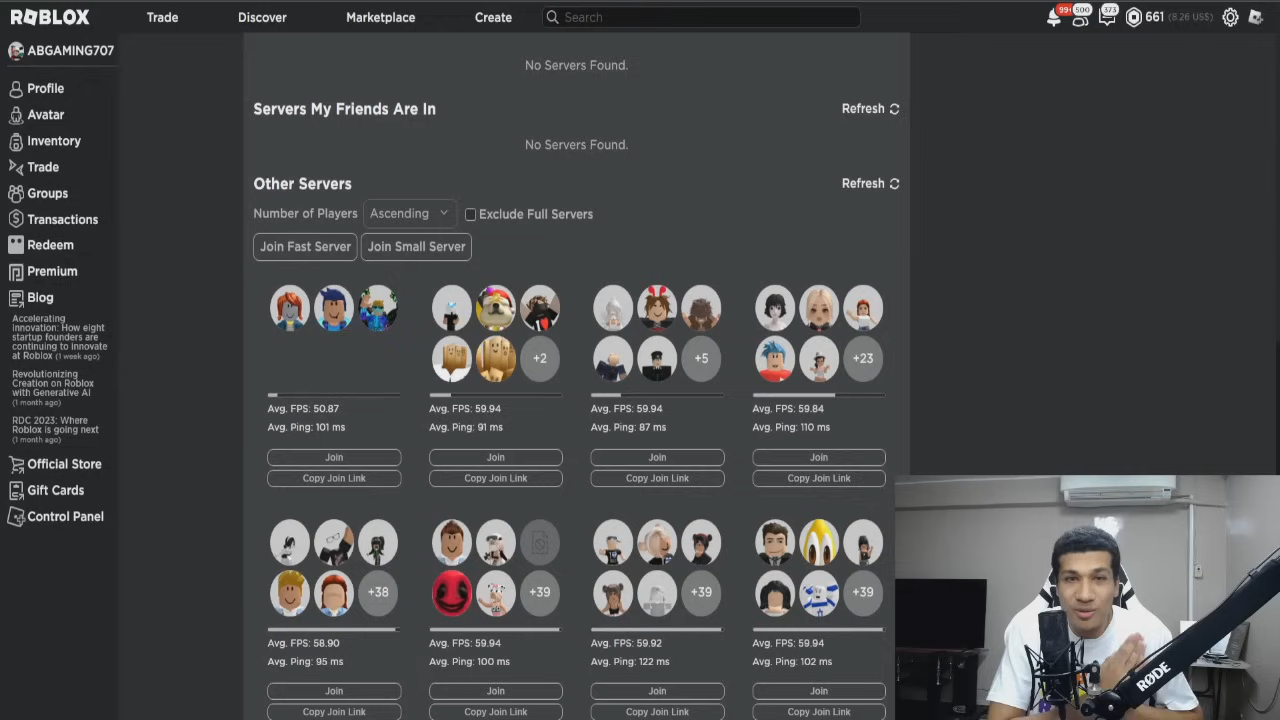 ROBLOX
Trade
Discover
Marketplace
Create
Search
99+
500
373
661
(8.26 US$)
ABGAMING707
Profile
Avatar
Inventory
Trade
Groups
Transactions
Redeem
Premium
Blog
Accelerating
innovation: How eight
startup founders are
continuing to innovate
at Roblox (1 week ago)
Revolutionizing
Creation on Roblox
with Generative AI
(1 month ago)
RDC 2023: Where
Roblox is going next
(1 month ago)
Official Store
Gift Cards
Control Panel
No Servers Found.
Servers My Friends Are In
Refresh
No Servers Found.
Other Servers
Refresh
Number of Players
Ascending
Exclude Full Servers
Join Fast Server
Join Small Server
+2
+5
+23
Avg. FPS: 50.87
Avg. FPS: 59.94
Avg. FPS: 59.94
Avg. FPS: 59.84
Avg. Ping: 101 ms
Avg. Ping: 91 ms
Avg. Ping: 87 ms
Avg. Ping: 110 ms
Join
Join
Join
Join
Copy Join Link
Copy Join Link
Copy Join Link
Copy Join Link
+38
+39
+39
+39
Avg. FPS: 58.90
Avg. FPS: 59.94
Avg. FPS: 59.92
Avg. FPS: 59.94
Avg. Ping: 95 ms
Avg. Ping: 100 ms
Avg. Ping: 122 ms
Avg. Ping: 102 ms
Join
Join
Join
Join
Copy Join Link
Copy Join Link
Copy Join Link
Copy Join Link
RØDE